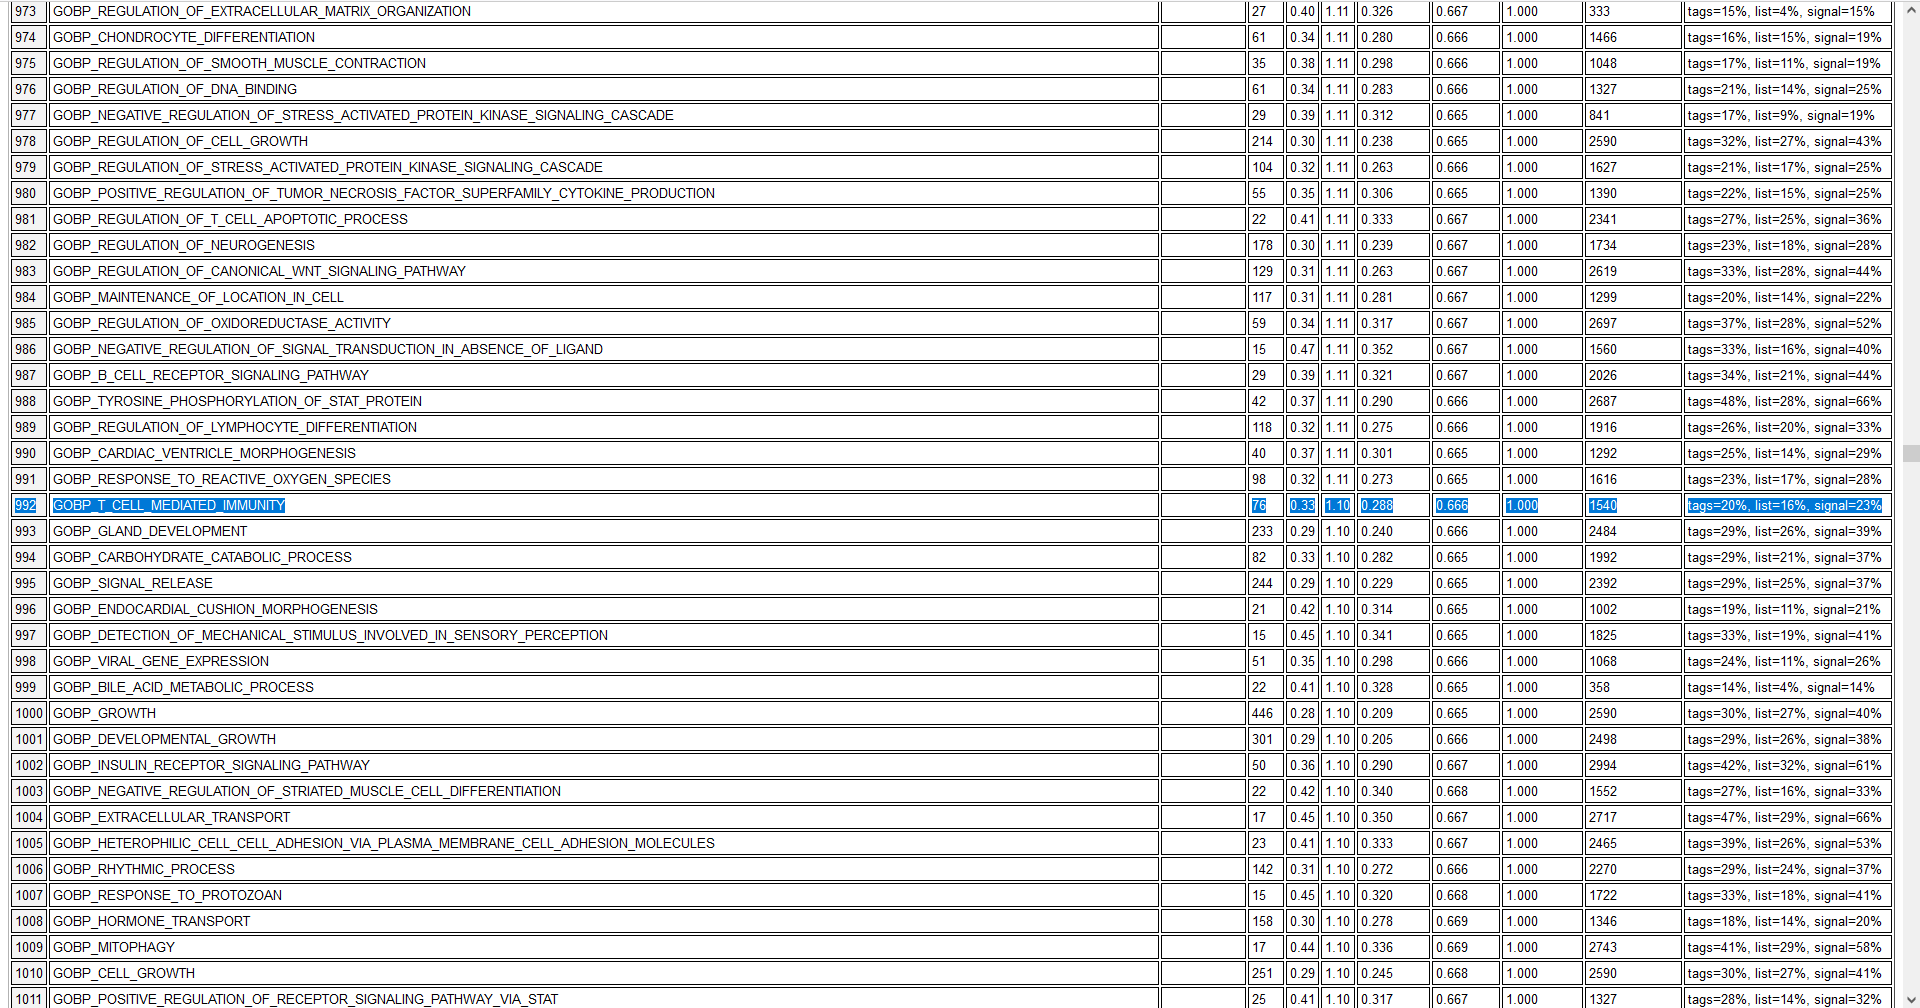 973 GOBP_REGULATION_OF_EXTRACELLULAR_MATRIX_ORGANIZATION 27 0.40 1.11 0.326 0.667 1.000 333 tags=15%, list=4%, signal=15%
974 GOBP_CHONDROCYTE_DIFFERENTIATION 61 0.34 1.11 0.280 0.666 1.000 1466 tags=16%, list=15%, signal=19%
975 GOBP_REGULATION_OF_SMOOTH_MUSCLE_CONTRACTION 35 0.38 1.11 0.298 0.666 1.000 1048 tags=17%, list=11%, signal=19%
976 GOBP_REGULATION_OF_DNA_BINDING 61 0.34 1.11 0.283 0.666 1.000 1327 tags=21%, list=14%, signal=25%
977 GOBP_NEGATIVE_REGULATION_OF_STRESS_ACTIVATED_PROTEIN_KINASE_SIGNALING_CASCADE 29 0.39 1.11 0.312 0.665 1.000 841 tags=17%, list=9%, signal=19%
978 GOBP_REGULATION_OF_CELL_GROWTH 214 0.30 1.11 0.238 0.665 1.000 2590 tags=32%, list=27%, signal=43%
979 GOBP_REGULATION_OF_STRESS_ACTIVATED_PROTEIN_KINASE_SIGNALING_CASCADE 104 0.32 1.11 0.263 0.666 1.000 1627 tags=21%, list=17%, signal=25%
980 GOBP_POSITIVE_REGULATION_OF_TUMOR_NECROSIS_FACTOR_SUPERFAMILY_CYTOKINE_PRODUCTION 55 0.35 1.11 0.306 0.665 1.000 1390 tags=22%, list=15%, signal=25%
981 GOBP_REGULATION_OF_T_CELL_APOPTOTIC_PROCESS 22 0.41 1.11 0.333 0.667 1.000 2341 tags=27%, list=25%, signal=36%
982 GOBP_REGULATION_OF_NEUROGENESIS 178 0.30 1.11 0.239 0.667 1.000 1734 tags=23%, list=18%, signal=28%
983 GOBP_REGULATION_OF_CANONICAL_WNT_SIGNALING_PATHWAY 129 0.31 1.11 0.263 0.667 1.000 2619 tags=33%, list=28%, signal=44%
984 GOBP_MAINTENANCE_OF_LOCATION_IN_CELL 117 0.31 1.11 0.281 0.667 1.000 1299 tags=20%, list=14%, signal=22%
985 GOBP_REGULATION_OF_OXIDOREDUCTASE_ACTIVITY 59 0.34 1.11 0.317 0.667 1.000 2697 tags=37%, list=28%, signal=52%
986 GOBP_NEGATIVE_REGULATION_OF_SIGNAL_TRANSDUCTION_IN_ABSENCE_OF_LIGAND 15 0.47 1.11 0.352 0.667 1.000 1560 tags=33%, list=16%, signal=40%
987 GOBP_B_CELL_RECEPTOR_SIGNALING_PATHWAY 29 0.39 1.11 0.321 0.667 1.000 2026 tags=34%, list=21%, signal=44%
988 GOBP_TYROSINE_PHOSPHORYLATION_OF_STAT_PROTEIN 42 0.37 1.11 0.290 0.666 1.000 2687 tags=48%, list=28%, signal=66%
989 GOBP_REGULATION_OF_LYMPHOCYTE_DIFFERENTIATION 118 0.32 1.11 0.275 0.666 1.000 1916 tags=26%, list=20%, signal=33%
990 GOBP_CARDIAC_VENTRICLE_MORPHOGENESIS 40 0.37 1.11 0.301 0.665 1.000 1292 tags=25%, list=14%, signal=29%
991 GOBP_RESPONSE_TO_REACTIVE_OXYGEN_SPECIES 98 0.32 1.11 0.273 0.665 1.000 1616 tags=23%, list=17%, signal=28%
992 GOBP_T_CELL_MEDIATED_IMMUNITY 76 0.33 1.10 0.288 0.666 1.000 1540 tags=20%, list=16%, signal=23%
993 GOBP_GLAND_DEVELOPMENT 233 0.29 1.10 0.240 0.666 1.000 2484 tags=29%, list=26%, signal=39%
994 GOBP_CARBOHYDRATE_CATABOLIC_PROCESS 82 0.33 1.10 0.282 0.665 1.000 1992 tags=29%, list=21%, signal=37%
995 GOBP_SIGNAL_RELEASE 244 0.29 1.10 0.229 0.665 1.000 2392 tags=29%, list=25%, signal=37%
996 GOBP_ENDOCARDIAL_CUSHION_MORPHOGENESIS 21 0.42 1.10 0.314 0.665 1.000 1002 tags=19%, list=11%, signal=21%
997 GOBP_DETECTION_OF_MECHANICAL_STIMULUS_INVOLVED_IN_SENSORY_PERCEPTION 15 0.45 1.10 0.341 0.665 1.000 1825 tags=33%, list=19%, signal=41%
998 GOBP_VIRAL_GENE_EXPRESSION 51 0.35 1.10 0.298 0.666 1.000 1068 tags=24%, list=11%, signal=26%
999 GOBP_BILE_ACID_METABOLIC_PROCESS 22 0.41 1.10 0.328 0.665 1.000 358 tags=14%, list=4%, signal=14%
1000 GOBP_GROWTH 446 0.28 1.10 0.209 0.665 1.000 2590 tags=30%, list=27%, signal=40%
1001 GOBP_DEVELOPMENTAL_GROWTH 301 0.29 1.10 0.205 0.666 1.000 2498 tags=29%, list=26%, signal=38%
1002 GOBP_INSULIN_RECEPTOR_SIGNALING_PATHWAY 50 0.36 1.10 0.290 0.667 1.000 2994 tags=42%, list=32%, signal=61%
1003 GOBP_NEGATIVE_REGULATION_OF_STRIATED_MUSCLE_CELL_DIFFERENTIATION 22 0.42 1.10 0.340 0.668 1.000 1552 tags=27%, list=16%, signal=33%
1004 GOBP_EXTRACELLULAR_TRANSPORT 17 0.45 1.10 0.350 0.667 1.000 2717 tags=47%, list=29%, signal=66%
1005 GOBP_HETEROPHILIC_CELL_CELL_ADHESION_VIA_PLASMA_MEMBRANE_CELL_ADHESION_MOLECULES 23 0.41 1.10 0.333 0.667 1.000 2465 tags=39%, list=26%, signal=53%
1006 GOBP_RHYTHMIC_PROCESS 142 0.31 1.10 0.272 0.666 1.000 2270 tags=29%, list=24%, signal=37%
1007 GOBP_RESPONSE_TO_PROTOZOAN 15 0.45 1.10 0.320 0.668 1.000 1722 tags=33%, list=18%, signal=41%
1008 GOBP_HORMONE_TRANSPORT 158 0.30 1.10 0.278 0.669 1.000 1346 tags=18%, list=14%, signal=20%
1009 GOBP_MITOPHAGY 17 0.44 1.10 0.336 0.669 1.000 2743 tags=41%, list=29%, signal=58%
1010 GOBP_CELL_GROWTH 251 0.29 1.10 0.245 0.668 1.000 2590 tags=30%, list=27%, signal=41%
1011 GOBP_POSITIVE_REGULATION_OF_RECEPTOR_SIGNALING_PATHWAY_VIA_STAT 25 0.41 1.10 0.317 0.667 1.000 1327 tags=28%, list=14%, signal=32%